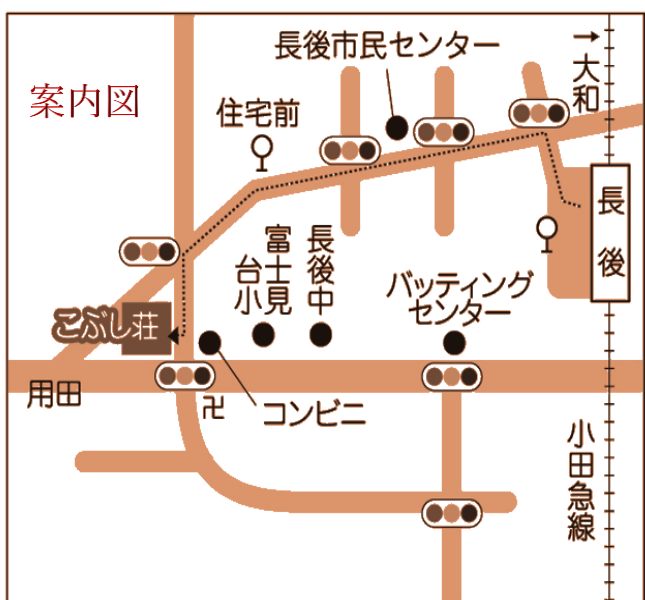 案内図
長後市民センター
→大和
住宅前
長後
富士見
台小
長後中
バッティング
センター
こぶし荘
用田
卍
コンビニ
小田急線